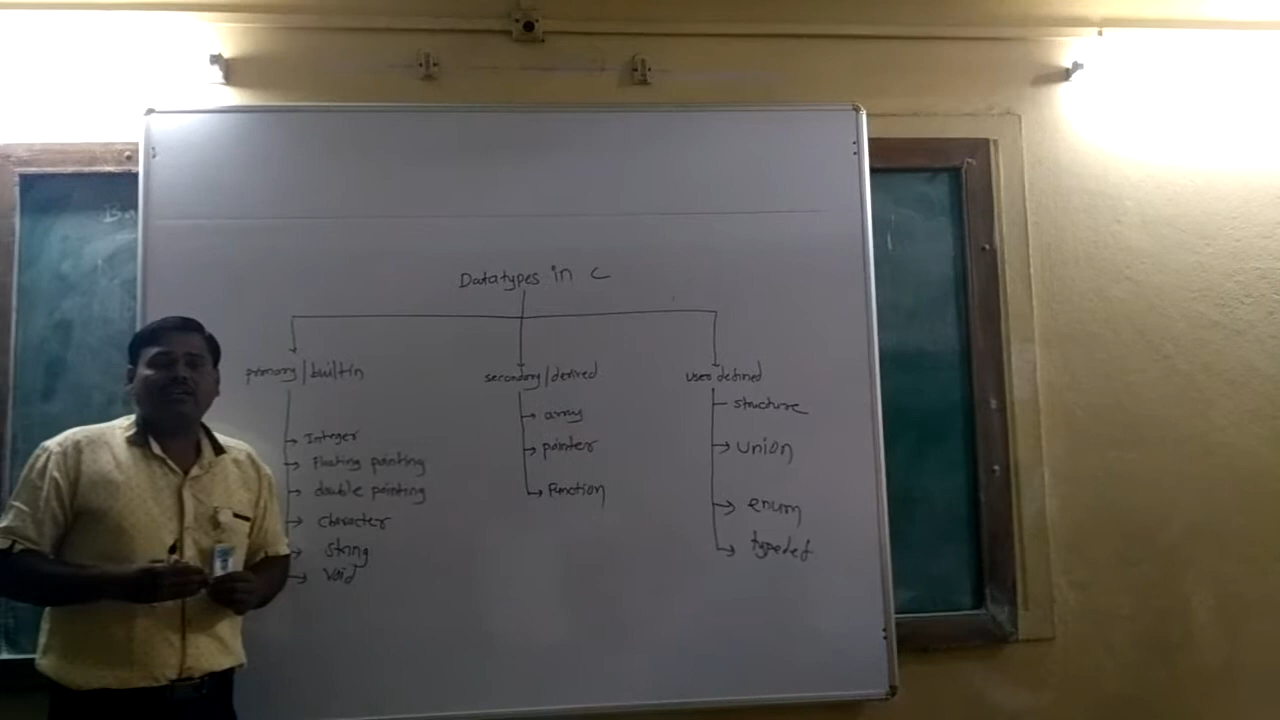 Ba
Datatypes in C
primary/builtin
Integer
Floating pointing
double pointing
character
string
void
secondary/derived
array
pointer
Function
user defined
structure
Union
enum
typedef